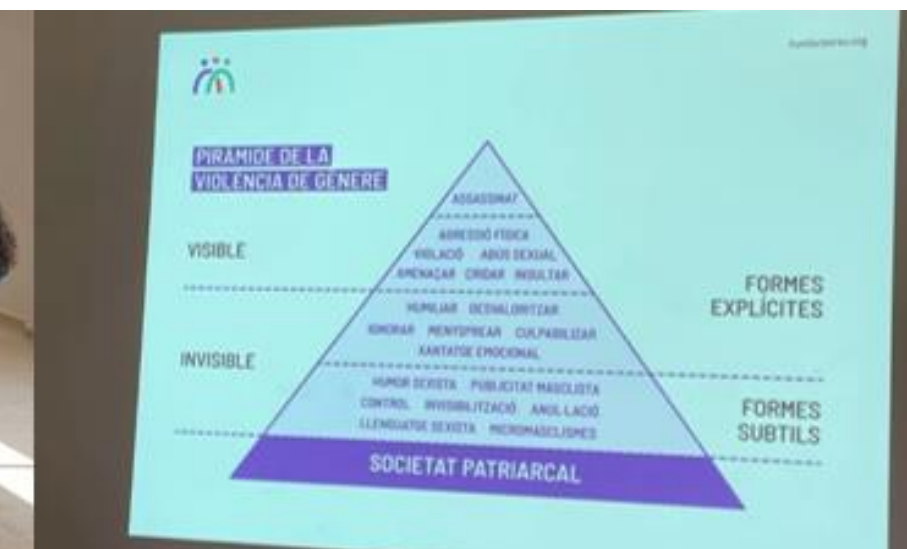 PIRÀMIDE DE LA
VIOLÈNCIA DE GÈNERE
ASSASSINAT
AGRESSIÓ FÍSICA
VIOLACIÓ ABÚS SEXUAL
AMENAÇAR CRIDAR INSULTAR
VISIBLE
FORMES
EXPLÍCITES
HUMILIAR DESVALORITZAR
IGNORAR MENYSPREAR CULPABILIZAR
XANTATGE EMOCIONAL
INVISIBLE
HUMOR SEXISTA PUBLICITAT MASCLISTA
CONTROL INVISIBILITZACIÓ ANUL·LACIÓ
LLENGUATGE SEXISTA MICROMASCLISMES
FORMES
SUBTILS
SOCIETAT PATRIARCAL